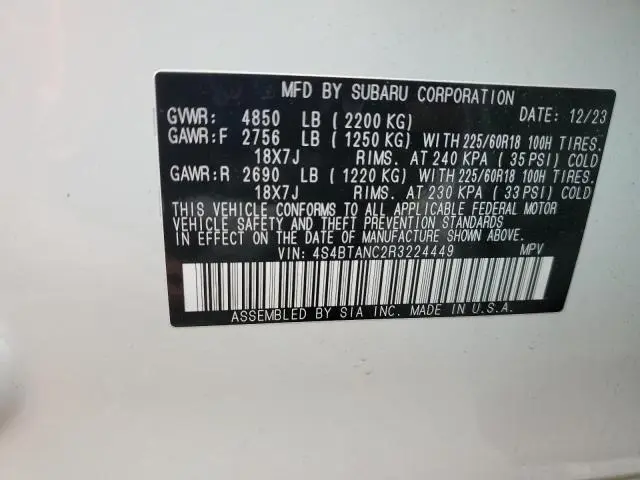 MFD BY SUBARU CORPORATION
GVWR: 4850 LB (2200 KG) DATE: 12/23
GAWR:F 2756 LB (1250 KG) WITH 225/60R18 100H TIRES.
18X7J RIMS. AT 240 KPA (35 PSI) COLD
GAWR:R 2690 LB (1220 KG) WITH 225/60R18 100H TIRES.
18X7J RIMS. AT 230 KPA (33 PSI) COLD
THIS VEHICLE CONFORMS TO ALL APPLICABLE FEDERAL MOTOR
VEHICLE SAFETY AND THEFT PREVENTION STANDARDS
IN EFFECT ON THE DATE OF MANUFACTURE SHOWN ABOVE.
VIN: 4S4BTANC2R3224449 MPV
ASSEMBLED BY SIA INC. MADE IN U.S.A.